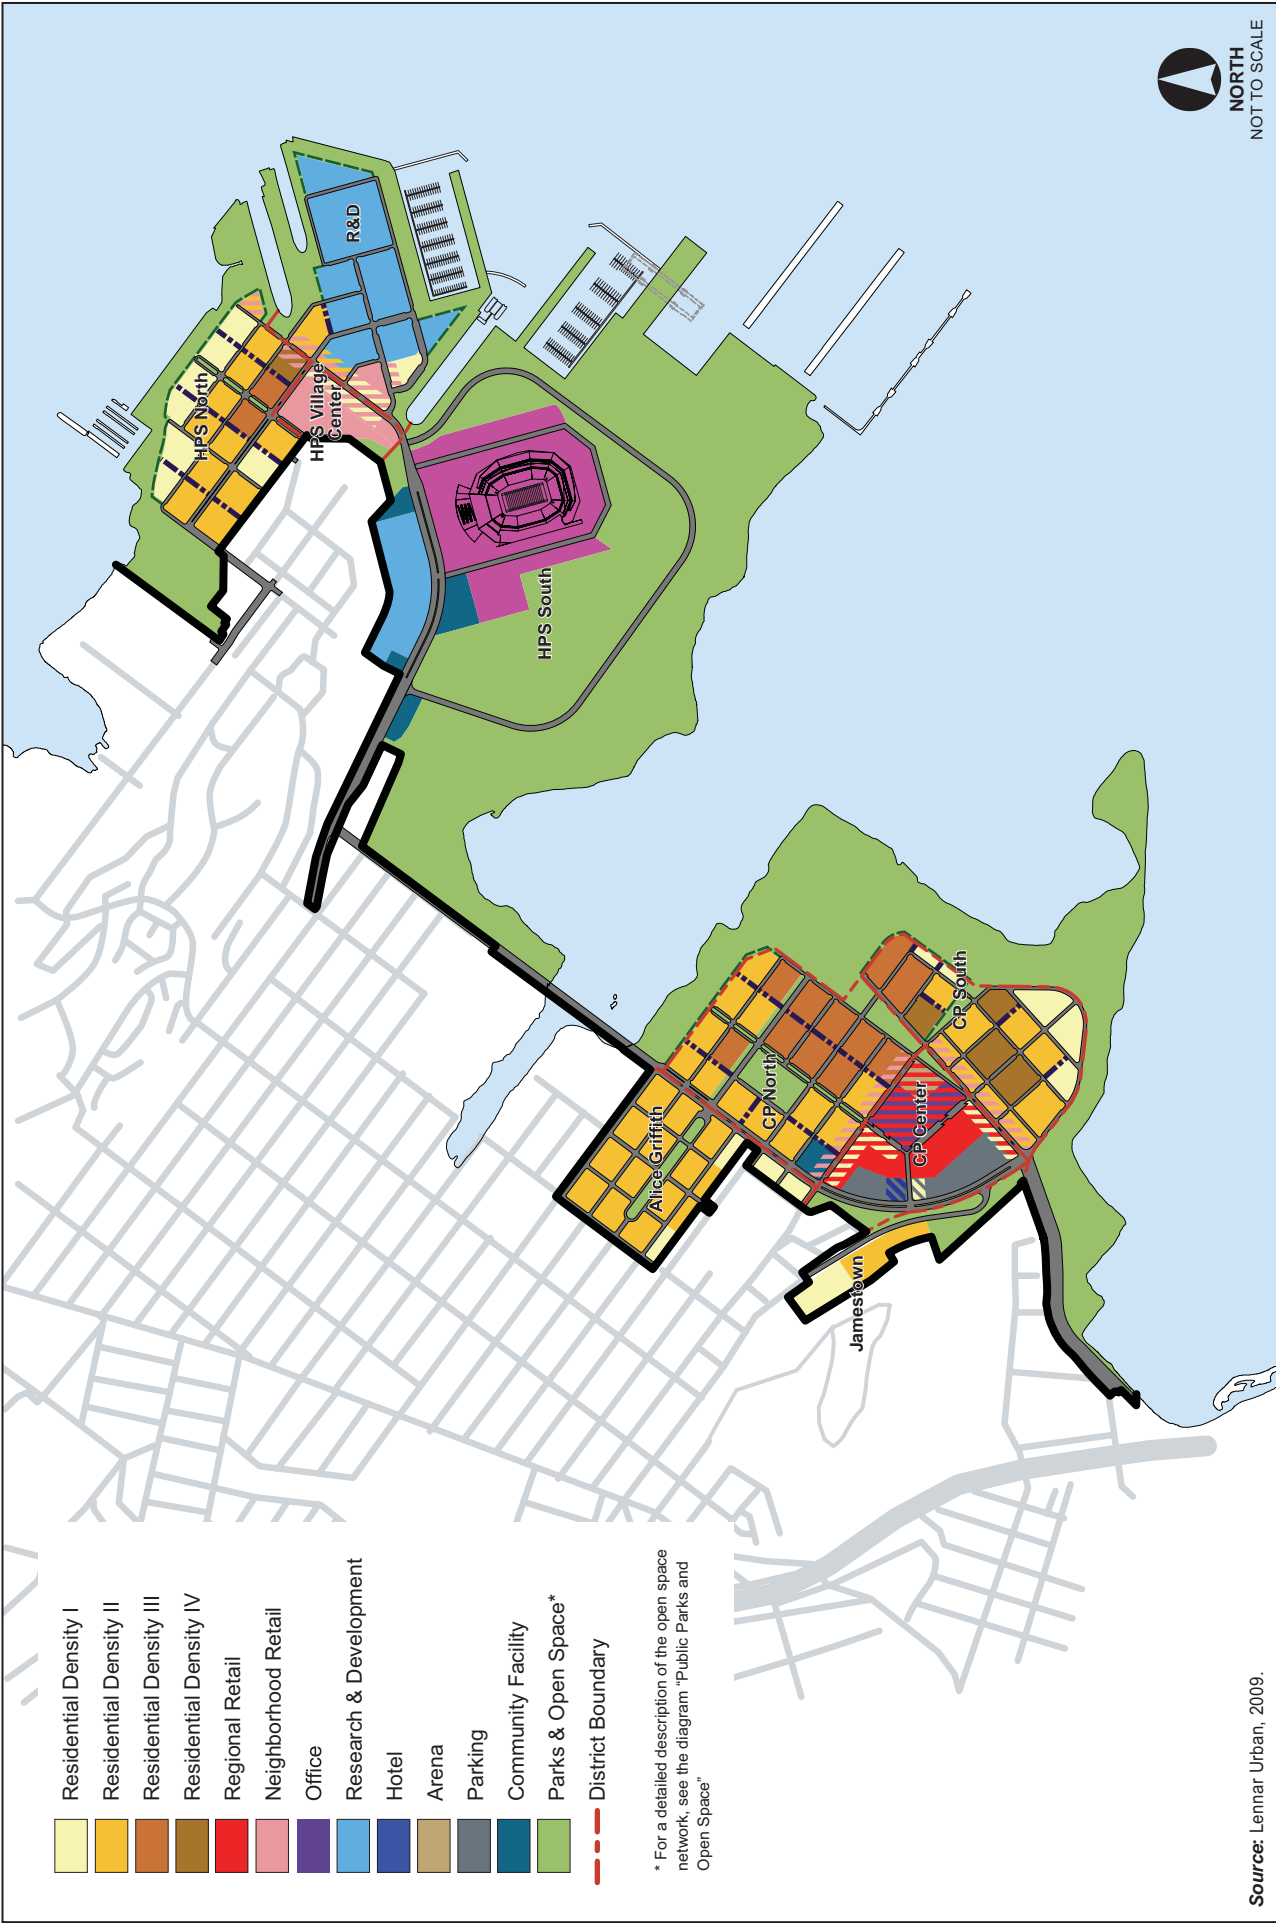 Residential Density I
Residential Density II
Residential Density III
Residential Density IV
Regional Retail
Neighborhood Retail
Office
Research & Development
Hotel
Arena
Parking
Community Facility
Parks & Open Space*
District Boundary
* For a detailed description of the open space
network, see the diagram "Public Parks and
Open Space"
HPS North
HPS Village
Center
R&D
HPS South
Alice Griffith
CP North
CP South
CP Center
Jamestown
NORTH
NOT TO SCALE
Source: Lennar Urban, 2009.